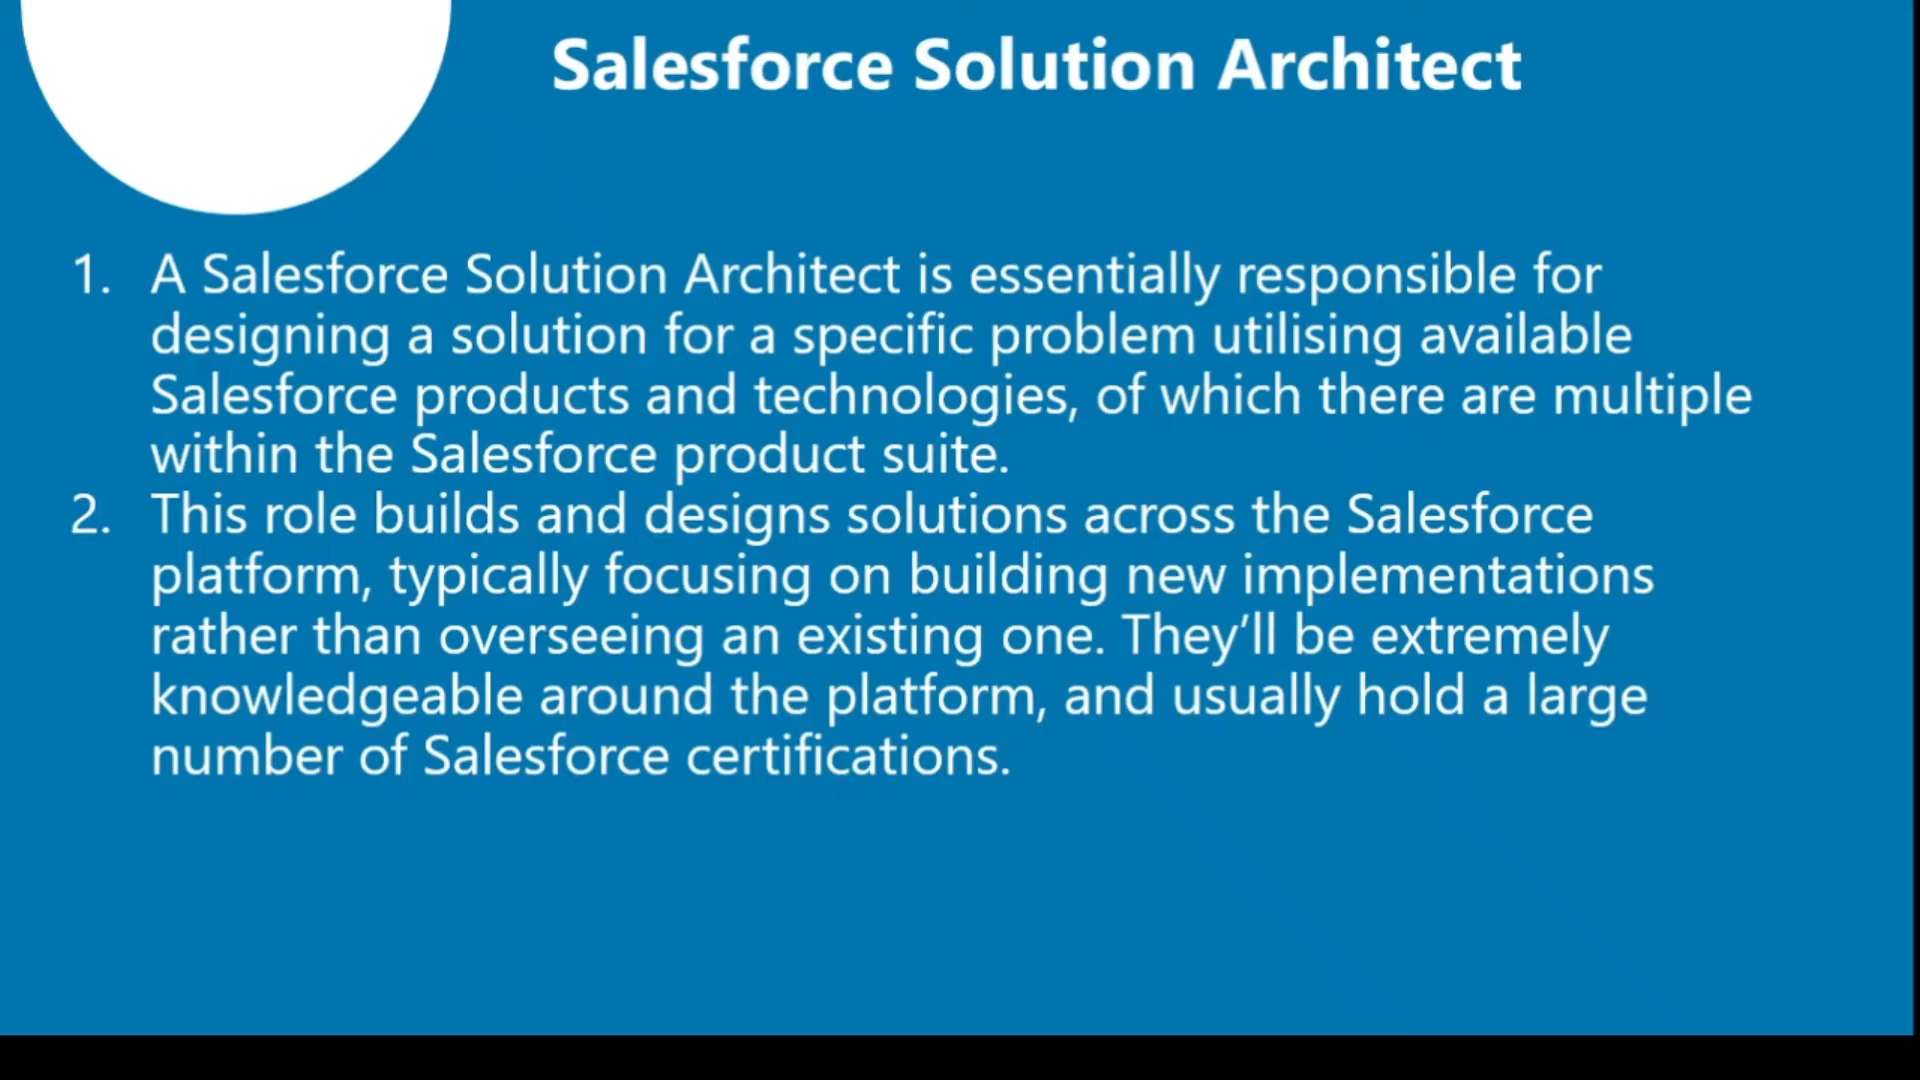 Salesforce Solution Architect
1. A Salesforce Solution Architect is essentially responsible for
designing a solution for a specific problem utilising available
Salesforce products and technologies, of which there are multiple
within the Salesforce product suite.
2. This role builds and designs solutions across the Salesforce
platform, typically focusing on building new implementations
rather than overseeing an existing one. They’ll be extremely
knowledgeable around the platform, and usually hold a large
number of Salesforce certifications.